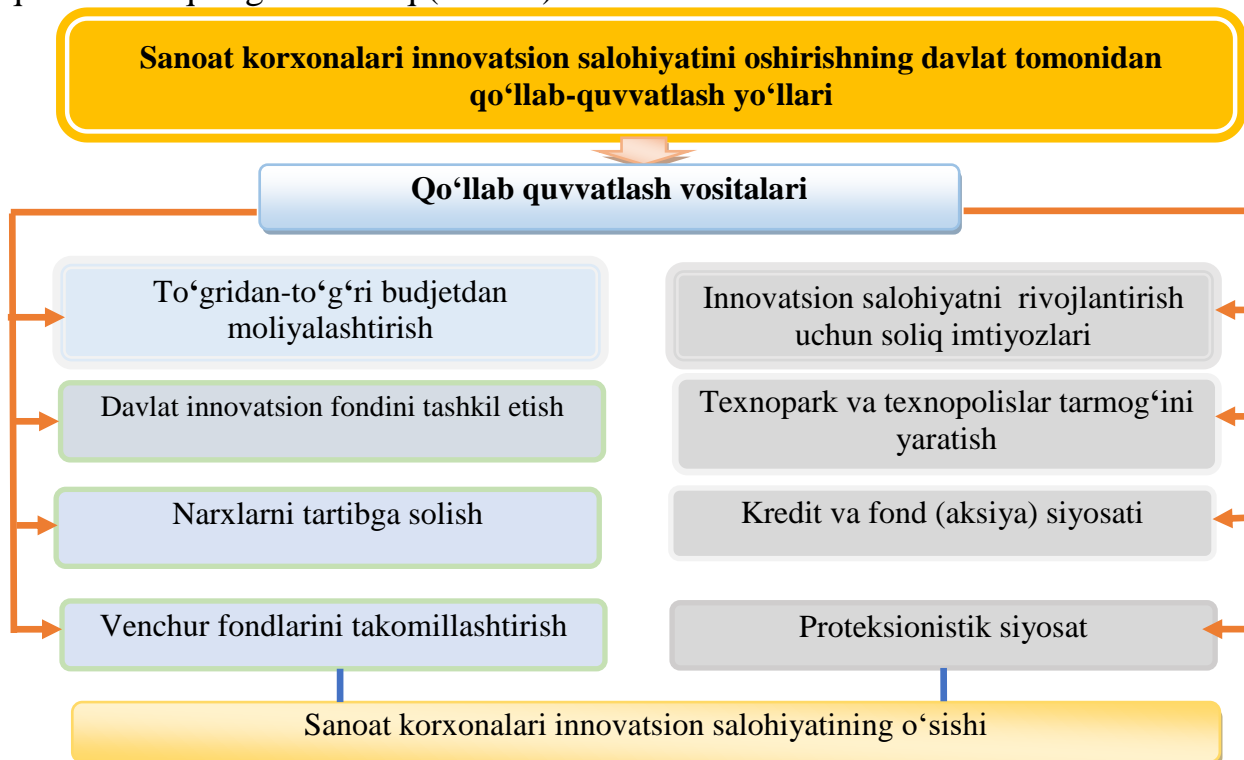 Sanoat korxonalari innovatsion salohiyatini oshirishning davlat tomonidan
qo‘llab-quvvatlash yo‘llari
Qo‘llab quvvatlash vositalari
To‘gridan-to‘g‘ri budjetdan
moliyalashtirish
Davlat innovatsion fondini tashkil etish
Narxlarni tartibga solish
Venchur fondlarini takomillashtirish
Innovatsion salohiyatni rivojlantirish
uchun soliq imtiyozlari
Texnopark va texnopolislar tarmog‘ini
yaratish
Kredit va fond (aksiya) siyosati
Proteksionistik siyosat
Sanoat korxonalari innovatsion salohiyatining o‘sishi